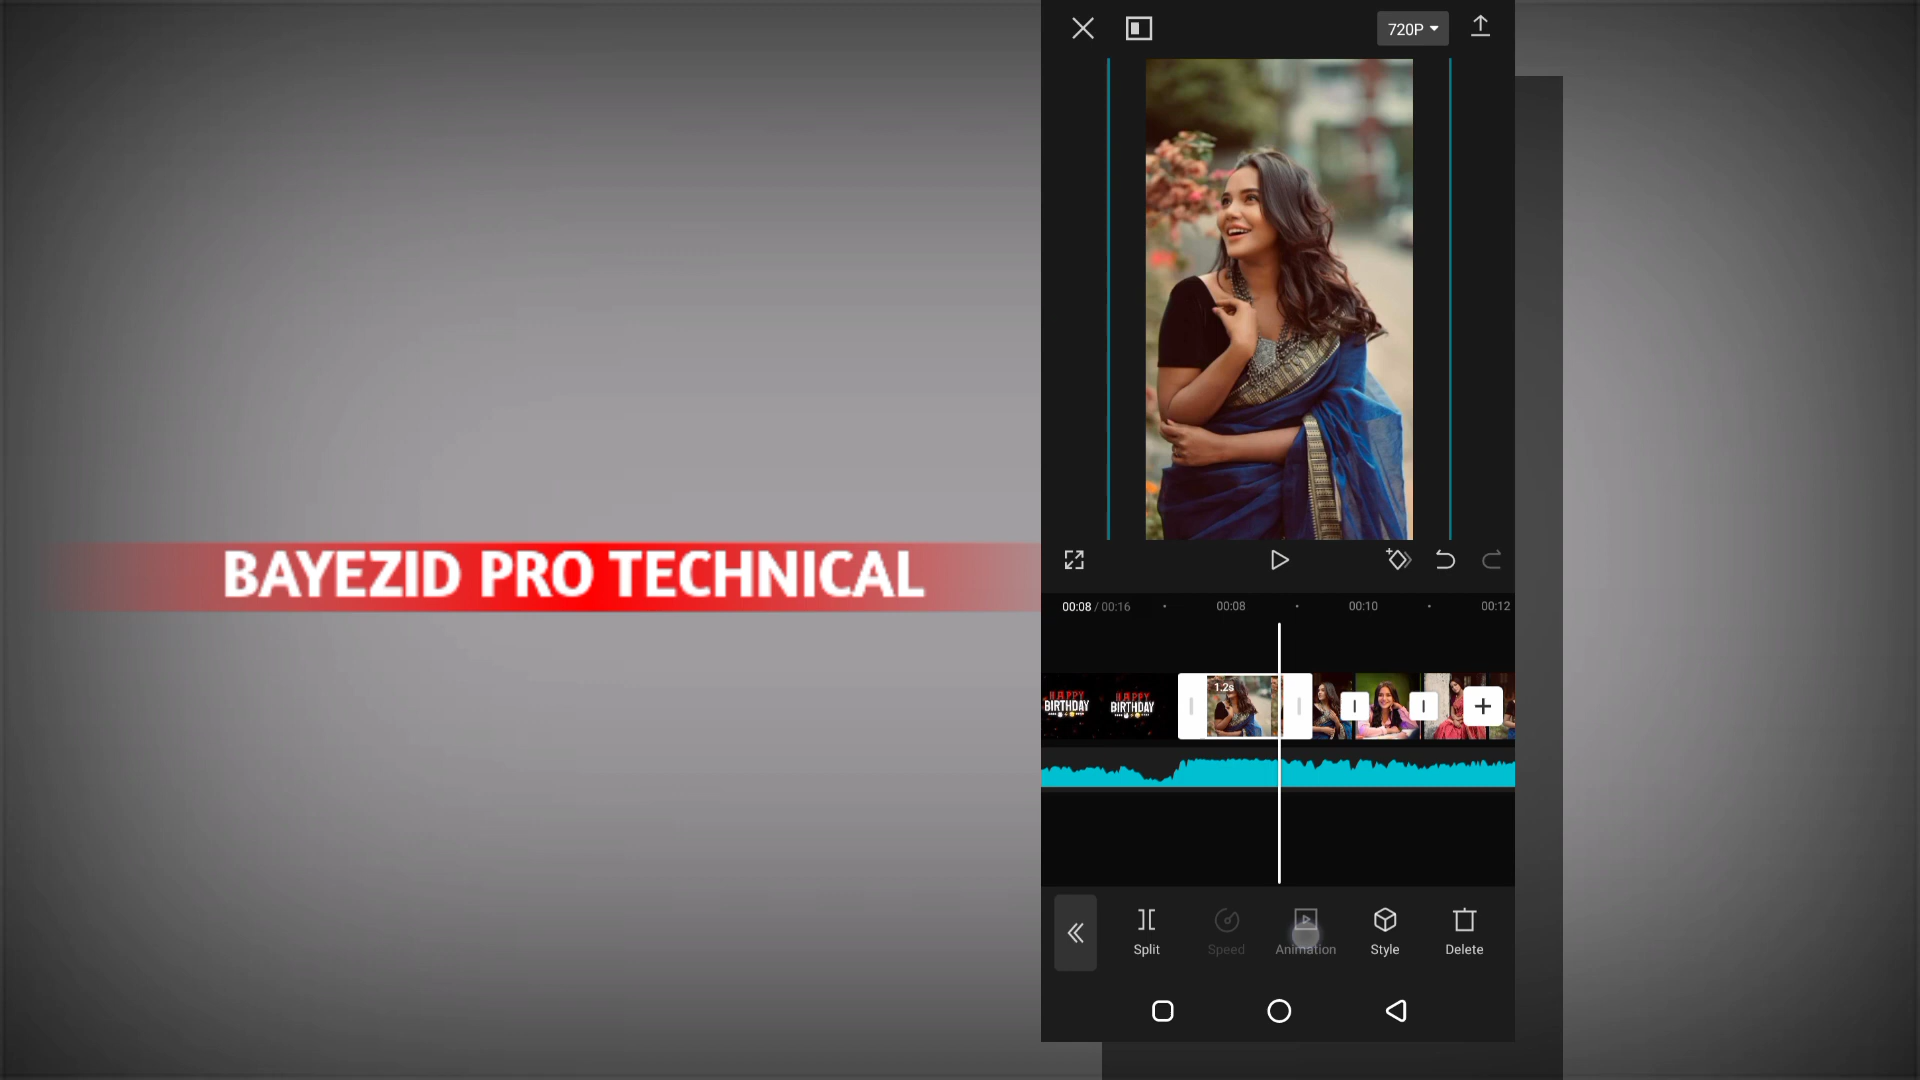 720P
BAYEZID PRO TECHNICAL
00:08 / 00:16
00:08
00:10
00:12
1.2s
HAPPY
BIRTHDAY
HAPPY
BIRTHDAY
Split
Speed
Animation
Style
Delete